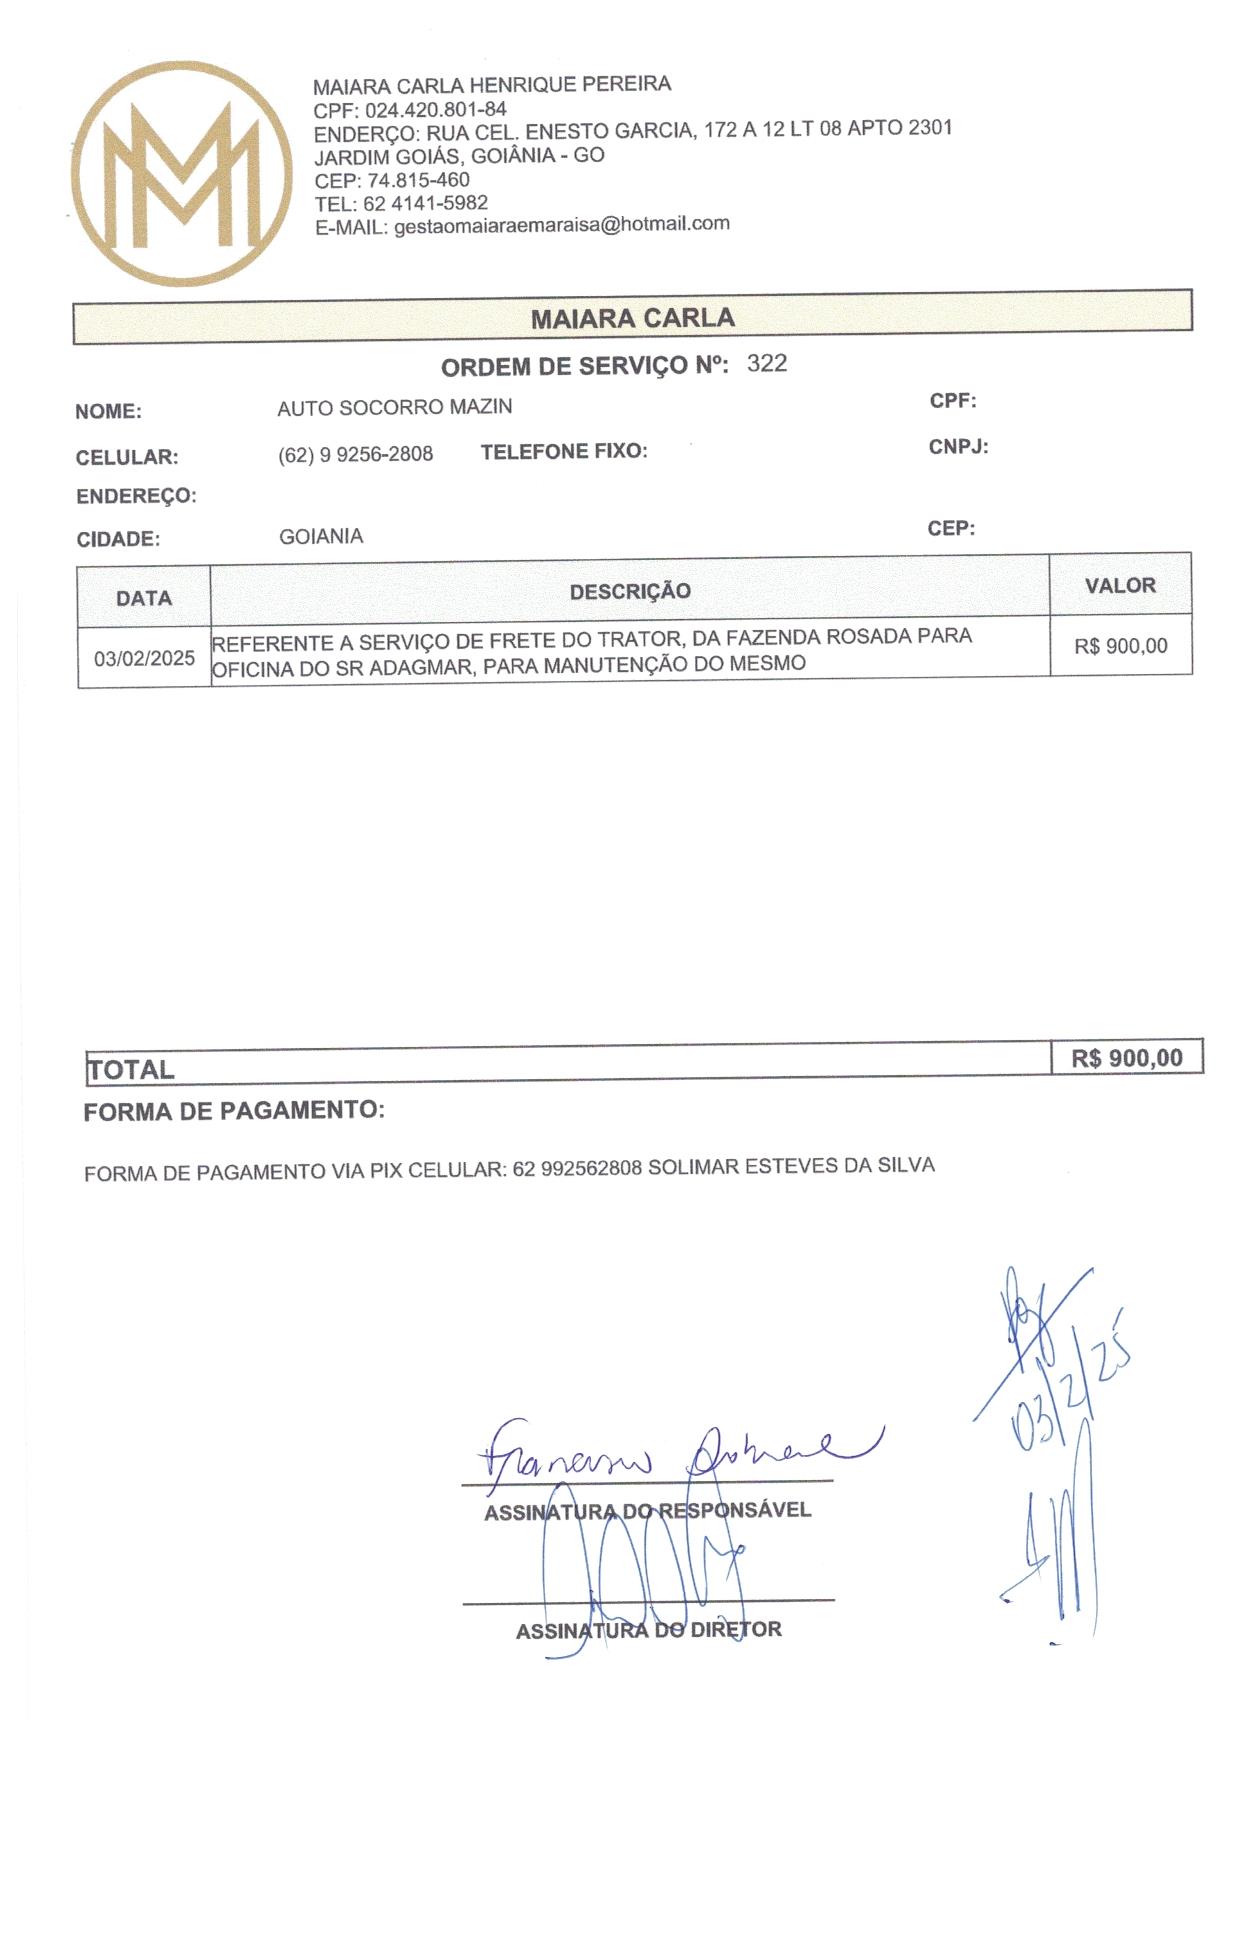 MAIARA CARLA HENRIQUE PEREIRA
CPF: 024.420.801-84
ENDERÇO: RUA CEL. ENESTO GARCIA, 172 A 12 LT 08 APTO 2301
JARDIM GOIÁS, GOIÂNIA - GO
CEP: 74.815-460
TEL: 62 4141-5982
E-MAIL: gestaomaiaraemaraisa@hotmail.com
MAIARA CARLA
ORDEM DE SERVIÇO Nº: 322
NOME: AUTO SOCORRO MAZIN CPF:
CELULAR: (62) 9 9256-2808 TELEFONE FIXO: CNPJ:
ENDEREÇO:
CIDADE: GOIANIA CEP:
DATA DESCRIÇÃO VALOR
03/02/2025 REFERENTE A SERVIÇO DE FRETE DO TRATOR, DA FAZENDA ROSADA PARA R$ 900,00
OFICINA DO SR ADAGMAR, PARA MANUTENÇÃO DO MESMO
TOTAL R$ 900,00
FORMA DE PAGAMENTO:
FORMA DE PAGAMENTO VIA PIX CELULAR: 62 992562808 SOLIMAR ESTEVES DA SILVA
03/2/25
ASSINATURA DO RESPONSÁVEL
ASSINATURA DO DIRETOR